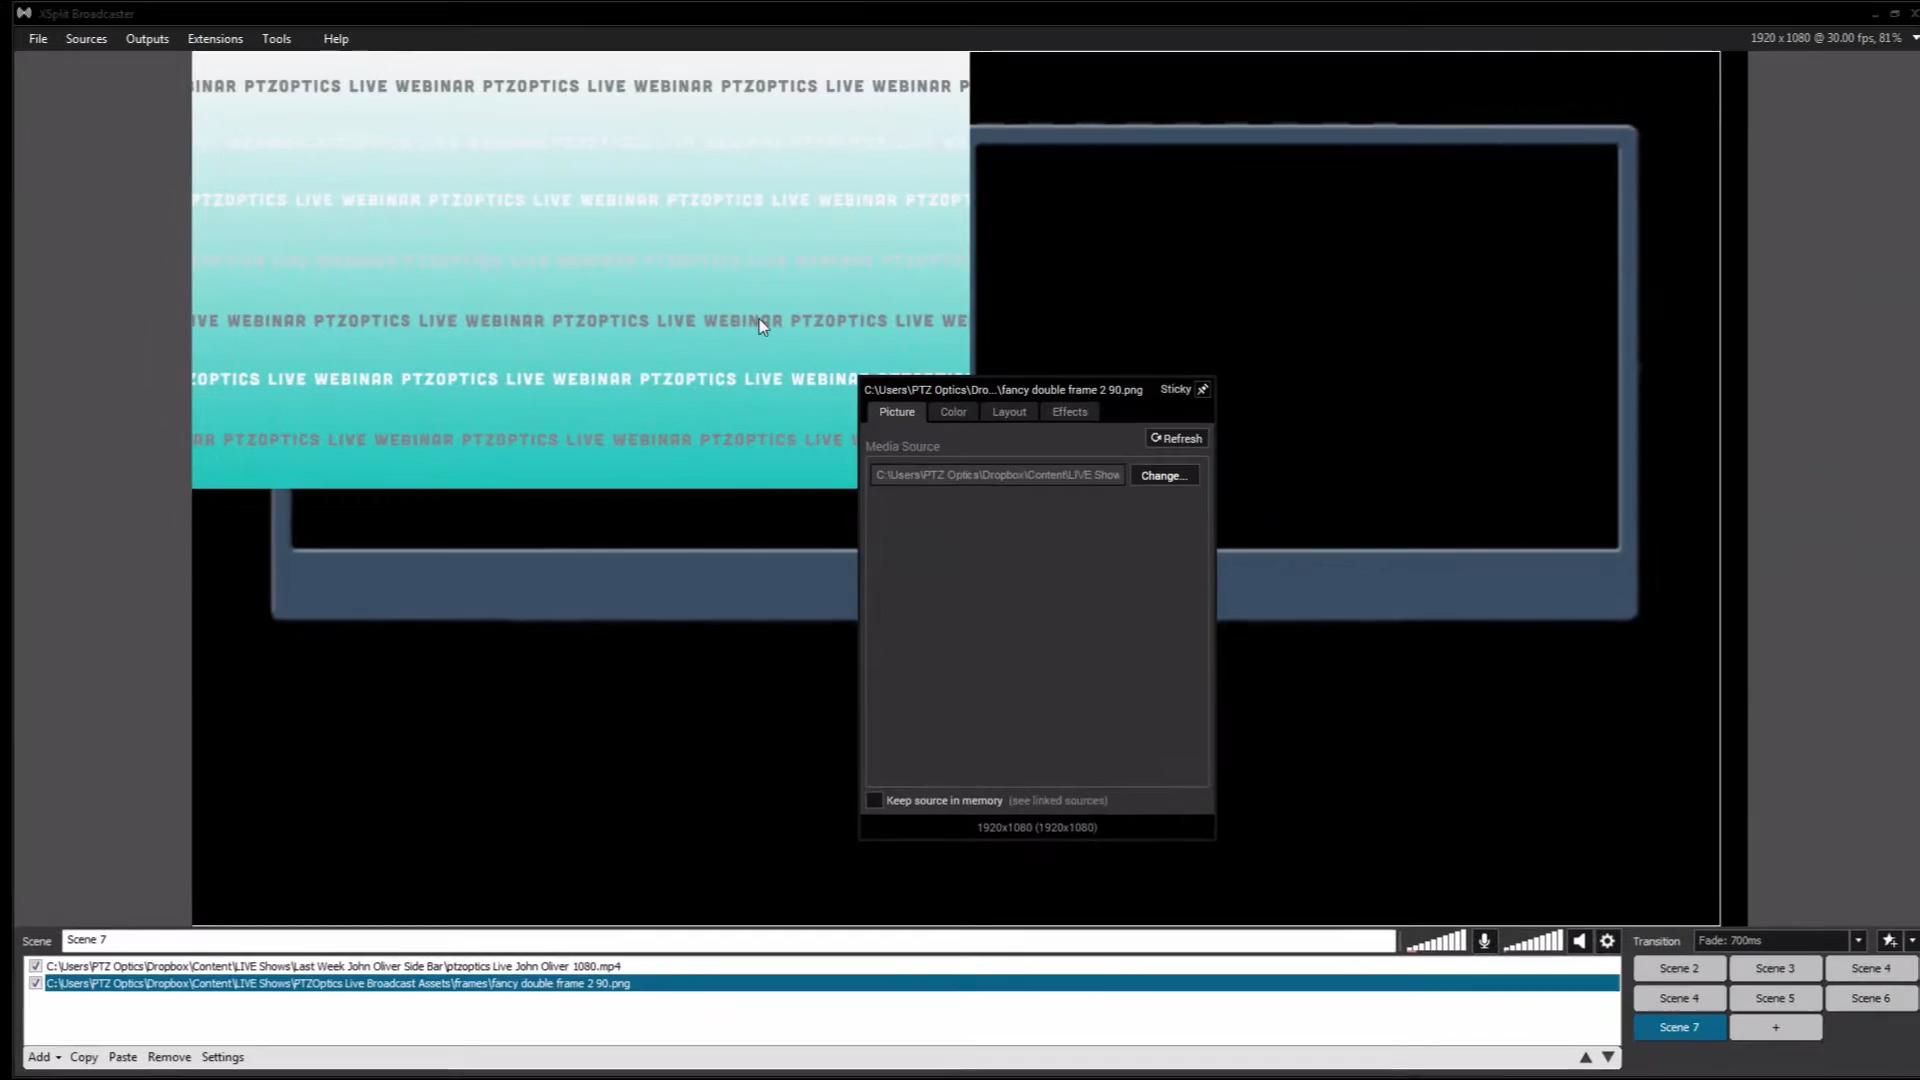 XSplit Broadcaster
File Sources Outputs Extensions Tools Help
1920 x 1080 @ 30.00 fps, 81%
INAR PTZOPTICS LIVE WEBINAR PTZOPTICS LIVE WEBINAR PTZOPTICS LIVE WEBINAR P
PTZOPTICS LIVE WEBINAR PTZOPTICS LIVE WEBINAR PTZOPTICS LIVE WEBINAR PTZOPT
IVE WEBINAR PTZOPTICS LIVE WEBINAR PTZOPTICS LIVE WEBINAR PTZOPTICS LIVE WE
ZOPTICS LIVE WEBINAR PTZOPTICS LIVE WEBINAR PTZOPTICS LIVE WEBINA
AR PTZOPTICS LIVE WEBINAR PTZOPTICS LIVE WEBINAR PTZOPTICS LIVE
C:\Users\PTZ Optics\Dro...\fancy double frame 2 90.png Sticky
Picture Color Layout Effects
Refresh
Media Source
C:\Users\PTZ Optics\Dropbox\Content\LIVE Show Change...
Keep source in memory (see linked sources)
1920x1080 (1920x1080)
Scene Scene 7
C:\Users\PTZ Optics\Dropbox\Content\LIVE Shows\Last Week John Oliver Side Bar\ptzoptics Live John Oliver 1080.mp4
C:\Users\PTZ Optics\Dropbox\Content\LIVE Shows\PTZOptics Live Broadcast Assets\frames\fancy double frame 2 90.png
Add Copy Paste Remove Settings
Transition Fade: 700ms
Scene 2 Scene 3 Scene 4
Scene 4 Scene 5 Scene 6
Scene 7 +